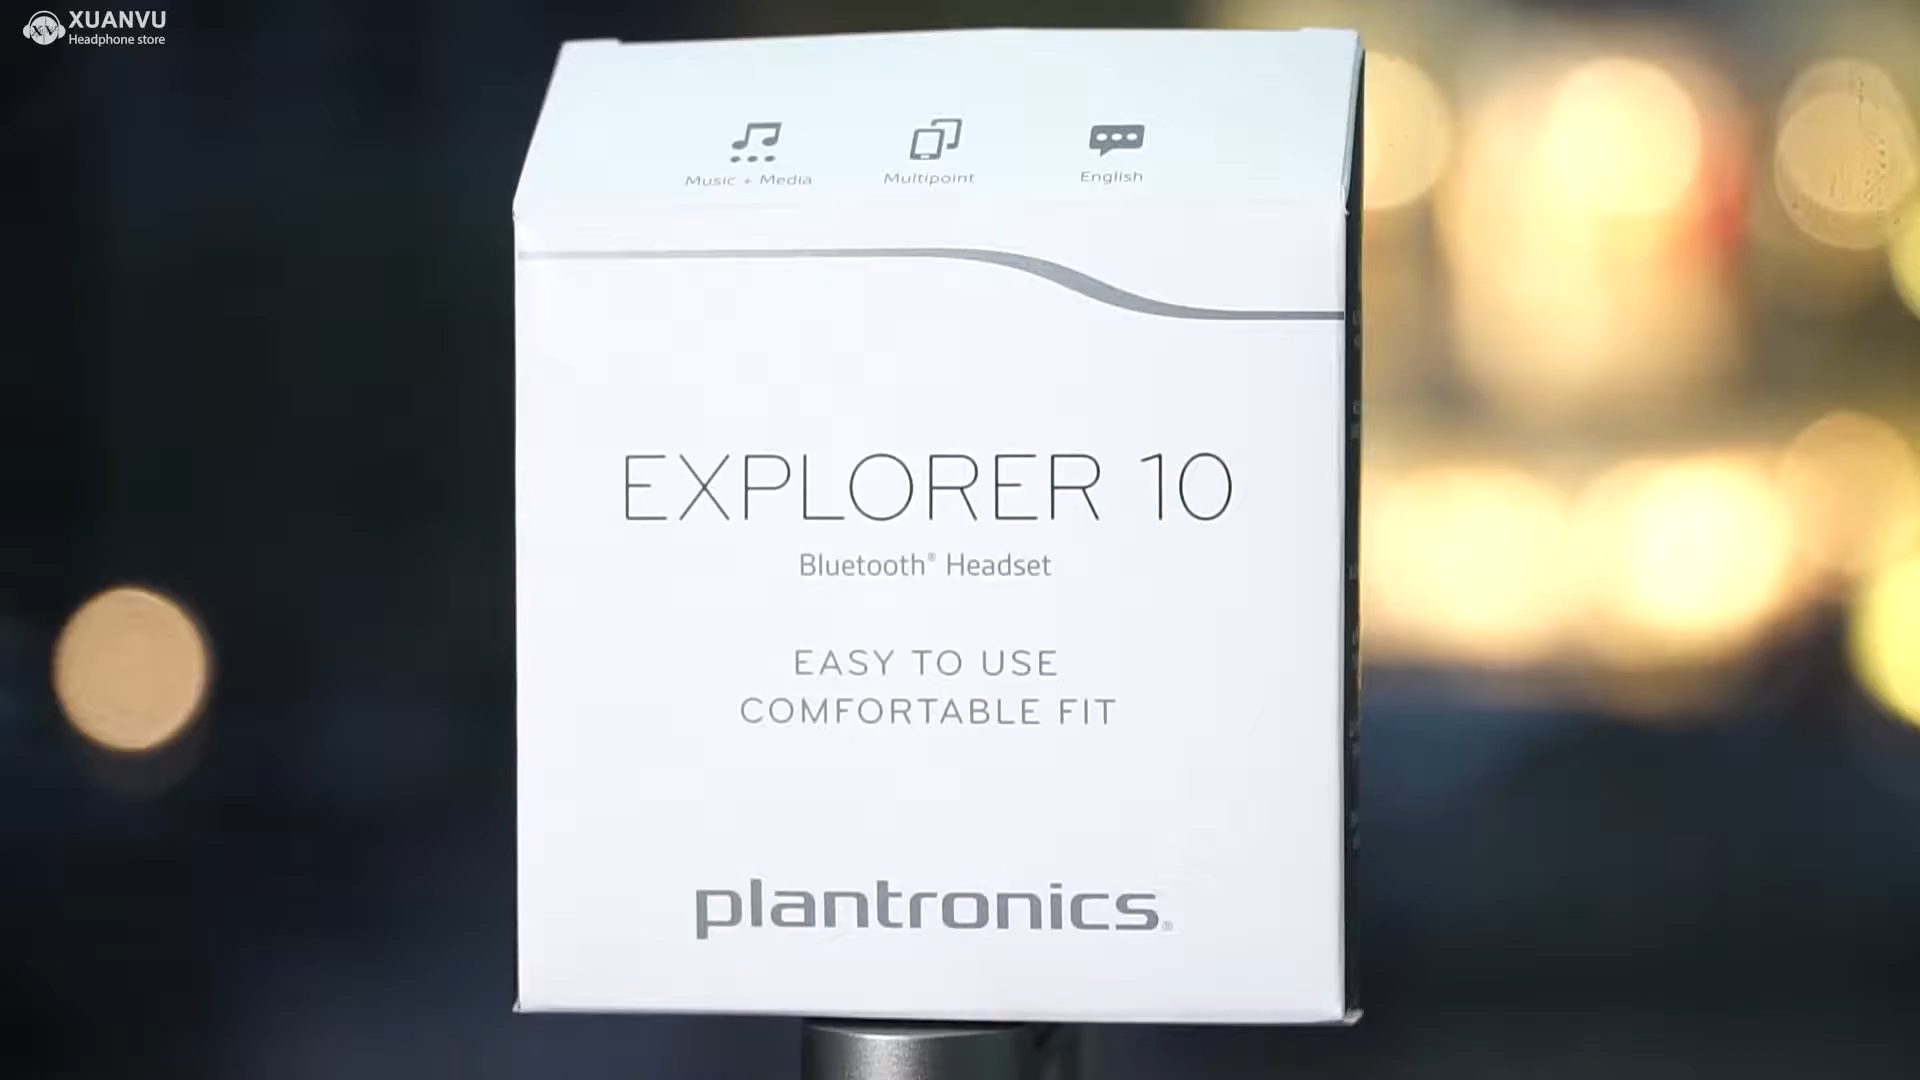 XUANVU
Headphone store
Music + Media
Multipoint
English
EXPLORER 10
Bluetooth® Headset
EASY TO USE
COMFORTABLE FIT
plantronics®